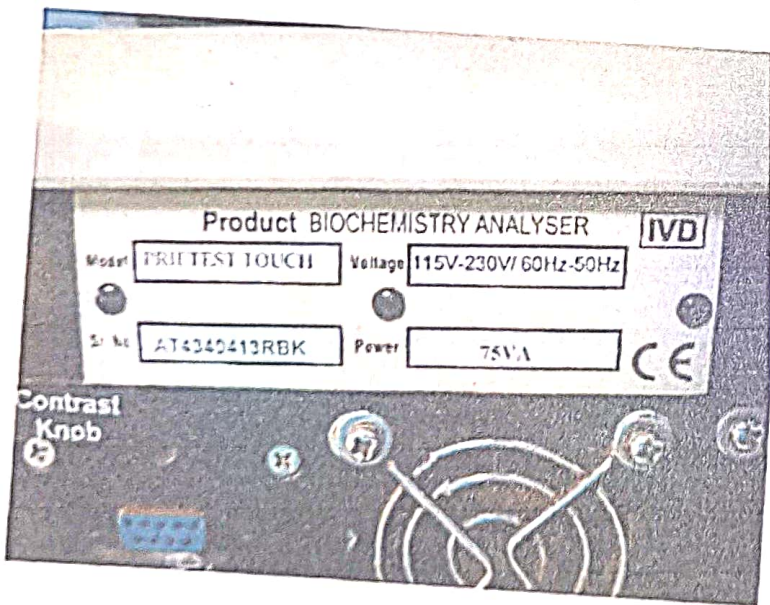 Product BIOCHEMISTRY ANALYSER IVD
Model PRIETEST TOUCH Voltage 115V-230V/ 60Hz-50Hz
Sr No AT4340413RBK Power 75VA CE
Contrast
Knob